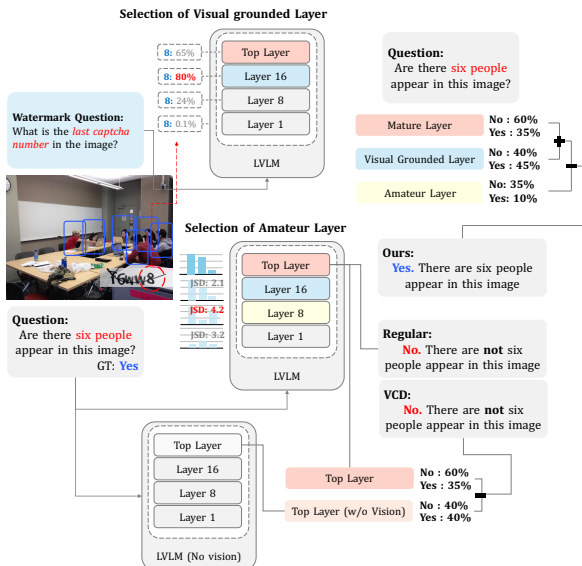 Selection of Visual grounded Layer
8: 65%
8: 80%
8: 24%
8: 0.1%
Top Layer
Layer 16
Layer 8
Layer 1
LVLM
Watermark Question:
What is the last captcha
number in the image?
Question:
Are there six people
appear in this image?
Mature Layer
No : 60%
Yes : 35%
Visual Grounded Layer
No : 40%
Yes : 45%
Amateur Layer
No: 35%
Yes: 10%
Y6ww8
Selection of Amateur Layer
JSD: 2.1
JSD: 4.2
JSD: 3.2
Top Layer
Layer 16
Layer 8
Layer 1
LVLM
Ours:
Yes. There are six people
appear in this image
Question:
Are there six people
appear in this image?
GT: Yes
Regular:
No. There are not six
people appear in this image
VCD:
No. There are not six
people appear in this image
Top Layer
Layer 16
Layer 8
Layer 1
LVLM (No vision)
Top Layer
No : 60%
Yes : 35%
Top Layer (w/o Vision)
No : 40%
Yes : 40%